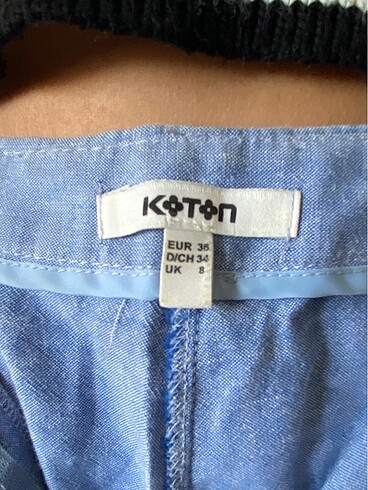 KOTON
EUR 36
D/CH 34
UK 8